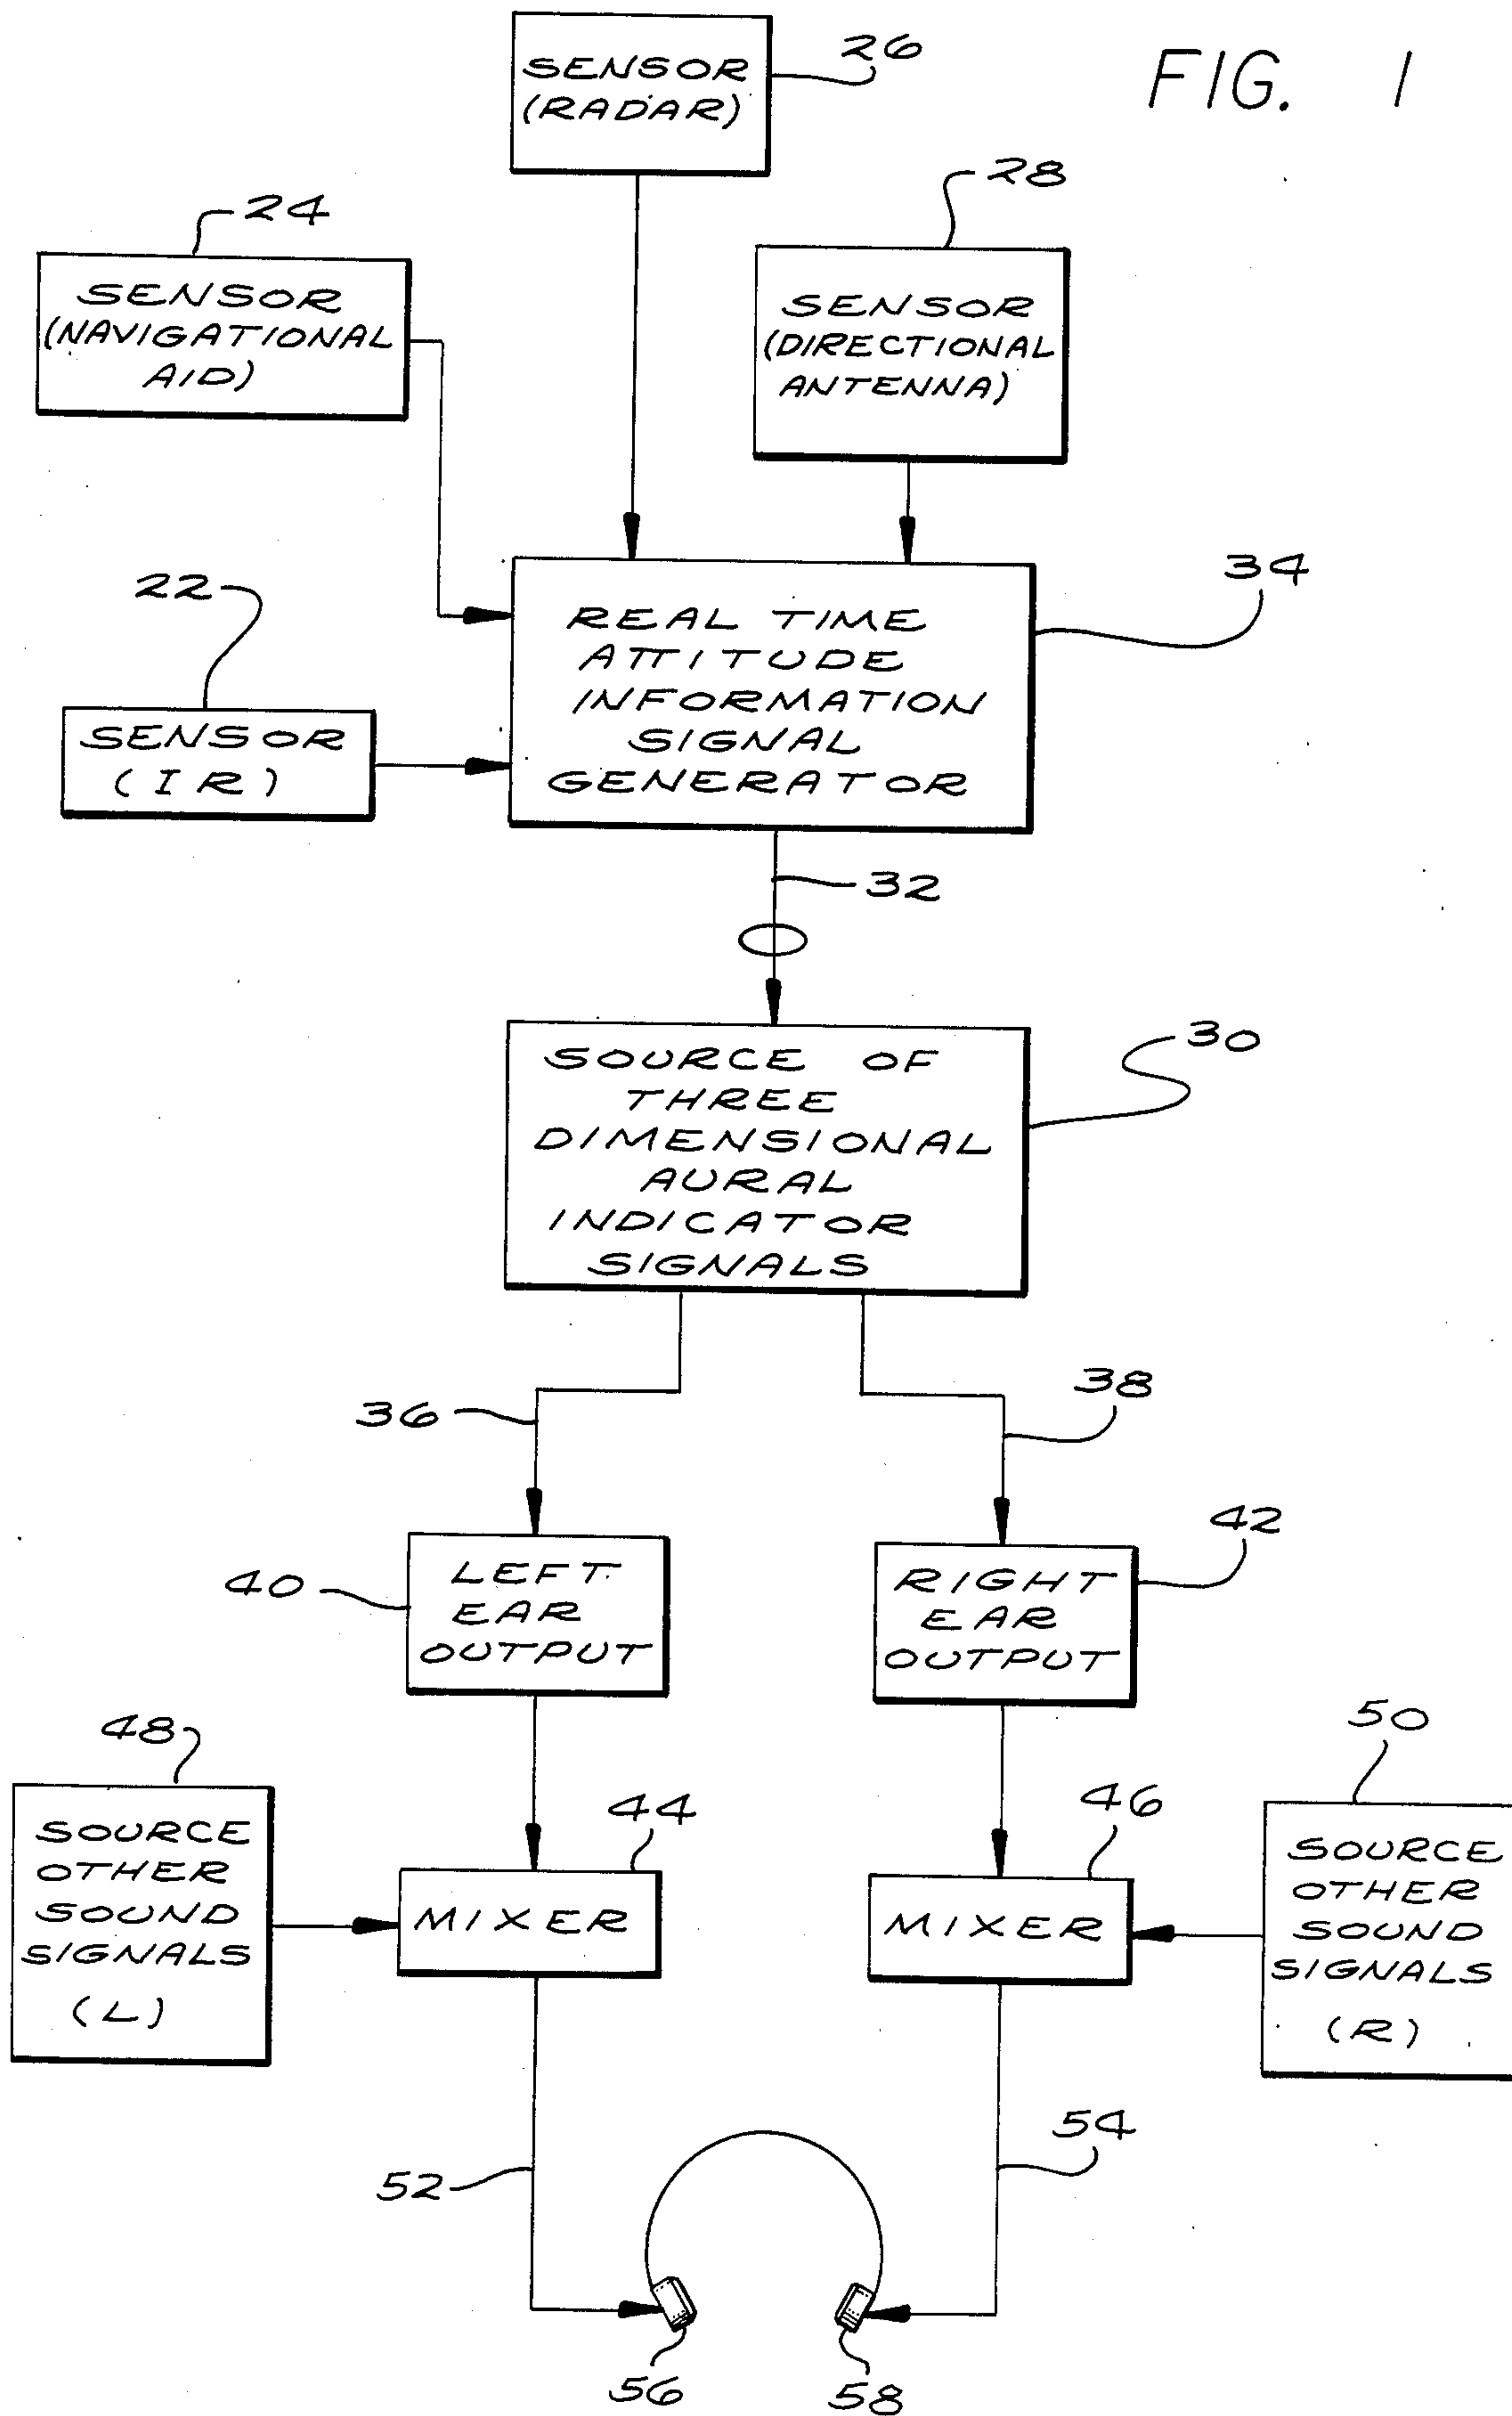 FIG. 1
26
SENSOR
(RADAR)
28
24
SENSOR
(NAVIGATIONAL
AID)
SENSOR
(DIRECTIONAL
ANTENNA)
34
22
REAL TIME
ATTITUDE
INFORMATION
SIGNAL
GENERATOR
SENSOR
(IR)
32
30
SOURCE OF
THREE
DIMENSIONAL
AURAL
INDICATOR
SIGNALS
36
38
40
LEFT
EAR
OUTPUT
42
RIGHT
EAR
OUTPUT
48
SOURCE
OTHER
SOUND
SIGNALS
(L)
44
MIXER
46
MIXER
50
SOURCE
OTHER
SOUND
SIGNALS
(R)
52
54
56
58